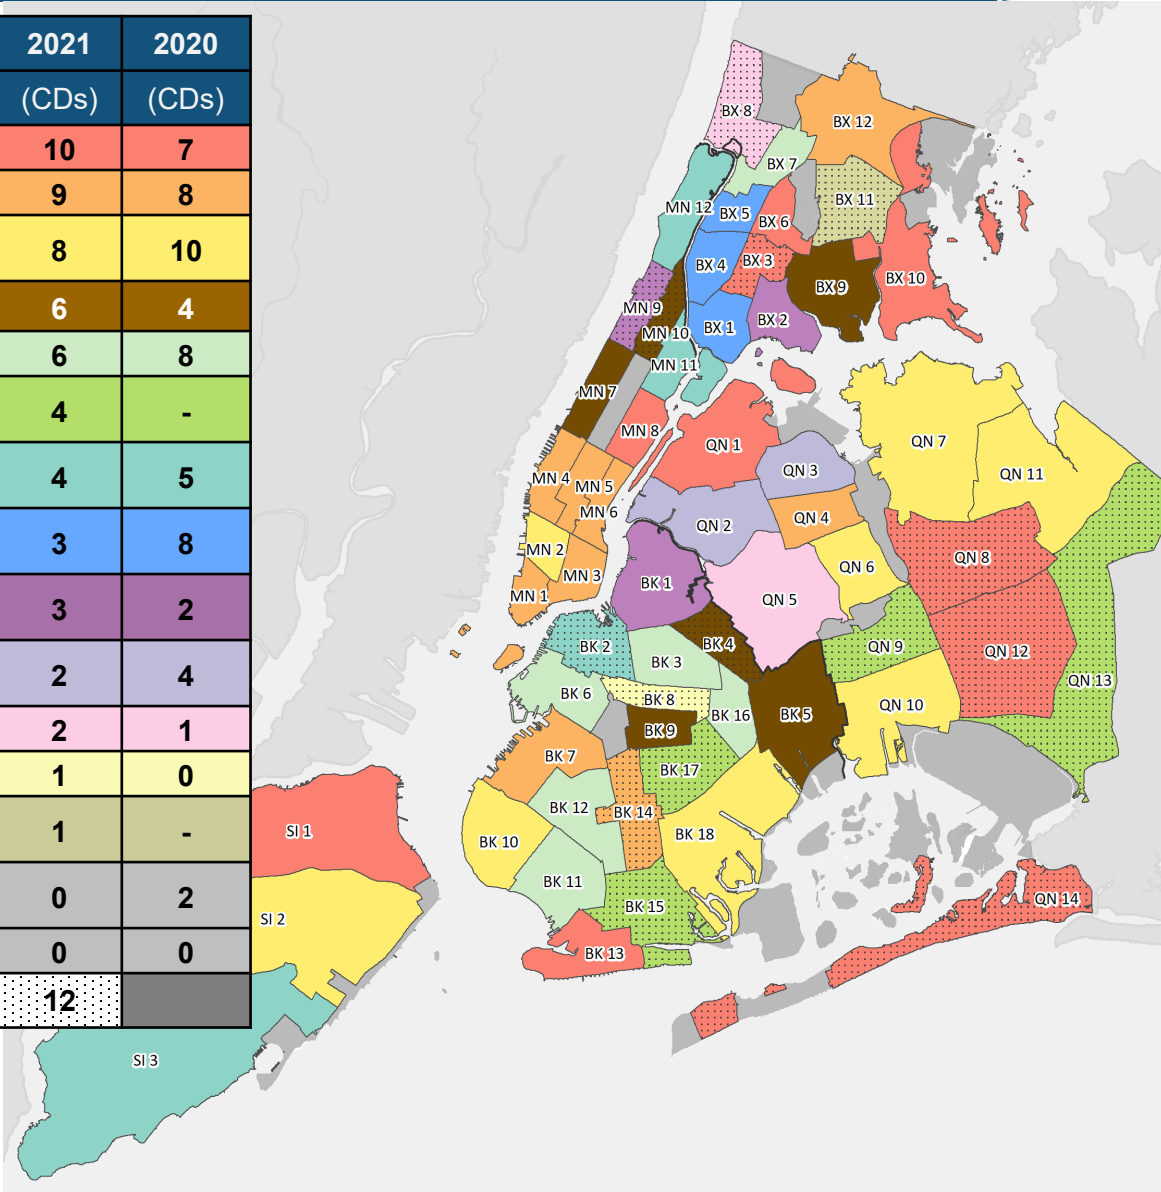 2021 2020
(CDs) (CDs)
10 7
9 8
8 10
6 4
6 8
4 -
4 5
3 8
3 2
2 4
2 1
1 0
1 -
0 2
0 0
12
BX 8
BX 12
BX 7
BX 11
MN 12
BX 5
BX 6
BX 4
BX 3
BX 10
BX 9
MN 9
BX 1
BX 2
MN 10
MN 11
MN 7
MN 8
QN 1
QN 7
QN 3
QN 11
MN 4
MN 5
MN 6
QN 2
QN 4
MN 2
QN 8
QN 6
MN 3
BK 1
MN 1
QN 5
BK 2
BK 4
QN 9
QN 12
BK 3
QN 13
BK 6
BK 8
QN 10
BK 16
BK 5
BK 9
BK 7
BK 17
BK 12
BK 14
SI 1
BK 10
BK 18
BK 11
QN 14
BK 15
SI 2
BK 13
SI 3